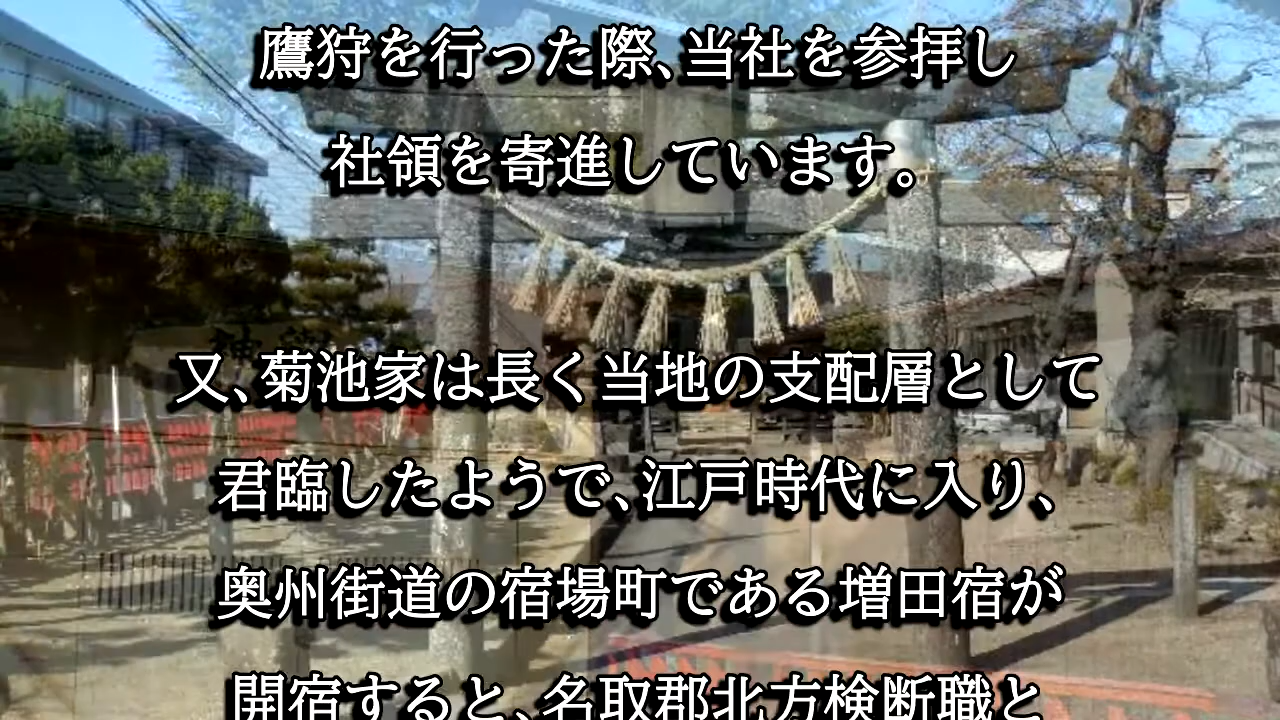 鷹狩を行った際、当社を参拝し
社領を寄進しています。
又、菊池家は長く当地の支配層として
君臨したようで、江戸時代に入り、
奥州街道の宿場町である増田宿が
開宿すると、名取郡北方検断職と